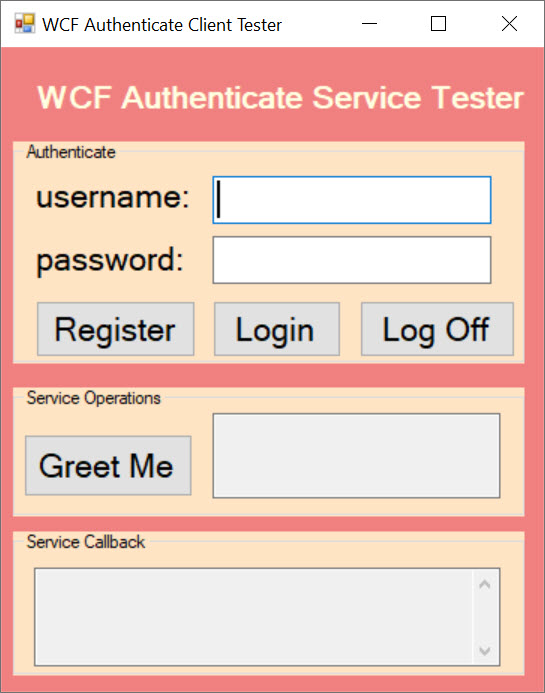 WCF Authenticate Client Tester
WCF Authenticate Service Tester
Authenticate
username:
password:
Register Login Log Off
Service Operations
Greet Me
Service Callback